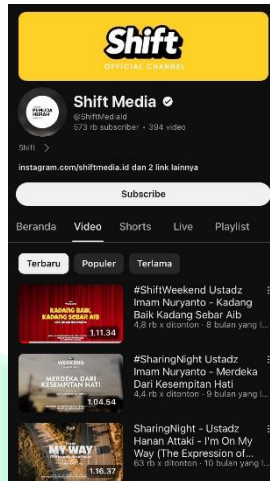 Shift
OFFICIAL CHANNEL
PEMUDA
HIJRAH
Shift Media
@ShiftMediaId
573 rb subscriber • 394 video
Shift >
instagram.com/shiftmedia.id dan 2 link lainnya
Subscribe
Beranda Video Shorts Live Playlist
Terbaru Populer Terlama
KADANG BAIK,
KADANG SEBAR AIB
1.11.34
#ShiftWeekend Ustadz
Imam Nuryanto - Kadang
Baik Kadang Sebar Aib
4,8 rb x ditonton · 8 bulan yang l...
WEEKEND
MERDEKA DARI
KESEMPITAN HATI
1.04.54
#SharingNight Ustadz
Imam Nuryanto - Merdeka
Dari Kesempitan Hati
4,4 rb x ditonton · 9 bulan yang l...
MY WAY
1.16.37
SharingNight - Ustadz
Hanan Attaki - I'm On My
Way (The Expression of...
63 rb x ditonton · 10 bulan yang l...